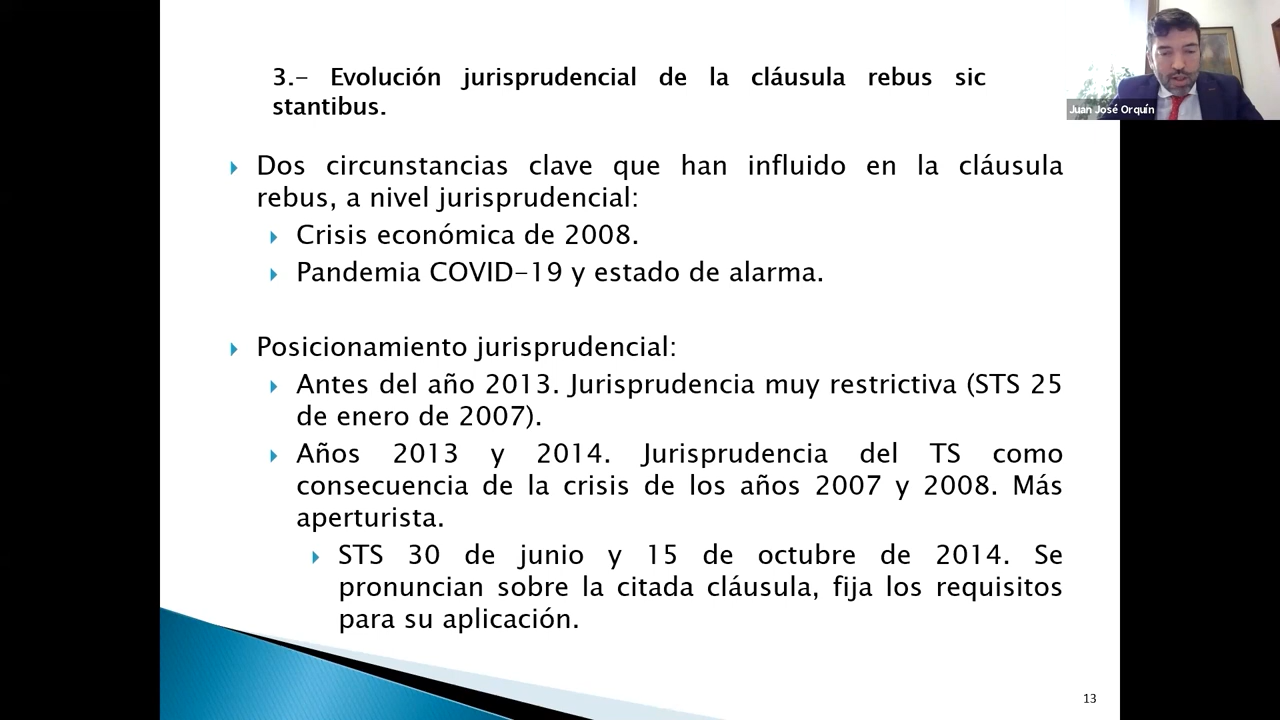 3.- Evolución jurisprudencial de la cláusula rebus sic
stantibus.
Juan José Orquín
Dos circunstancias clave que han influido en la cláusula
rebus, a nivel jurisprudencial:
Crisis económica de 2008.
Pandemia COVID-19 y estado de alarma.
Posicionamiento jurisprudencial:
Antes del año 2013. Jurisprudencia muy restrictiva (STS 25
de enero de 2007).
Años 2013 y 2014. Jurisprudencia del TS como
consecuencia de la crisis de los años 2007 y 2008. Más
aperturista.
STS 30 de junio y 15 de octubre de 2014. Se
pronuncian sobre la citada cláusula, fija los requisitos
para su aplicación.
13